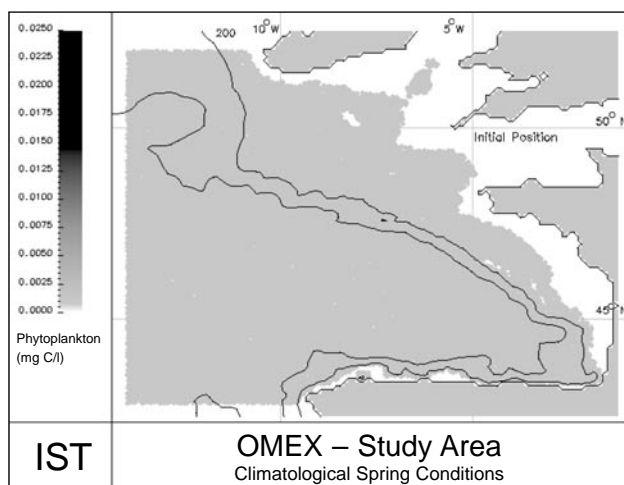 10°W
5°W
200
0.0250
0.0225
0.0200
0.0175
0.0150
0.0125
0.0100
0.0075
0.0050
0.0025
0.0000
Phytoplankton
(mg C/l)
50° N
Initial Position
45° N
IST
OMEX – Study Area
Climatological Spring Conditions